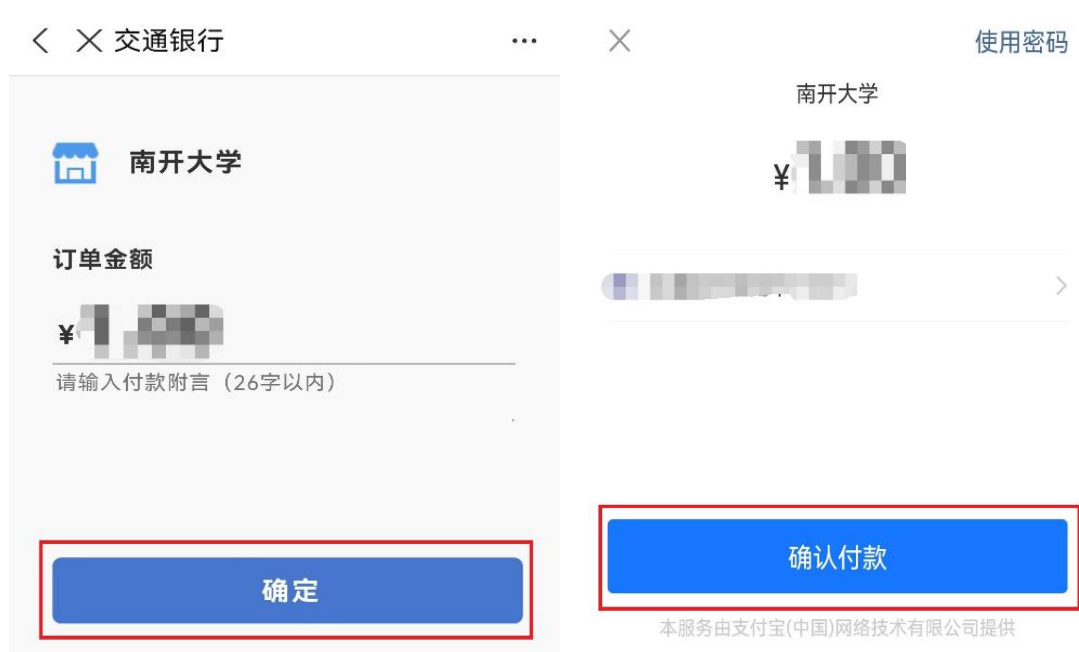 交通银行
南开大学
订单金额
¥
请输入付款附言（26字以内）
确定
使用密码
南开大学
¥
确认付款
本服务由支付宝(中国)网络技术有限公司提供